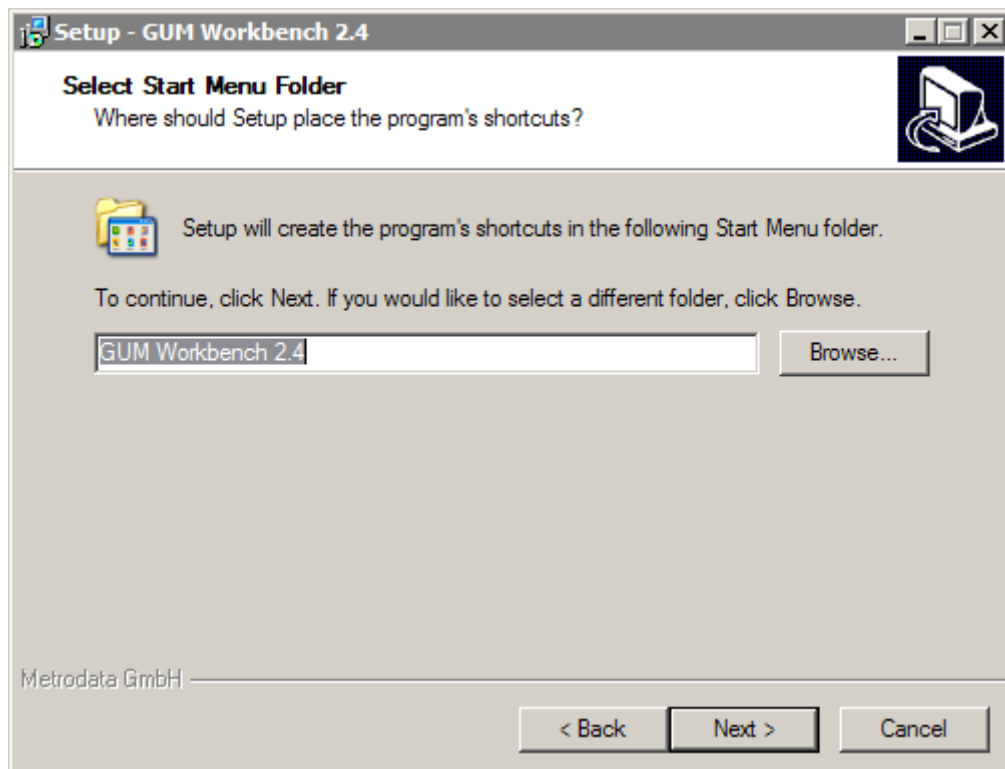 Setup - GUM Workbench 2.4
Select Start Menu Folder
Where should Setup place the program's shortcuts?
Setup will create the program's shortcuts in the following Start Menu folder.
To continue, click Next. If you would like to select a different folder, click Browse.
GUM Workbench 2.4
Browse...
Metrodata GmbH
< Back
Next >
Cancel